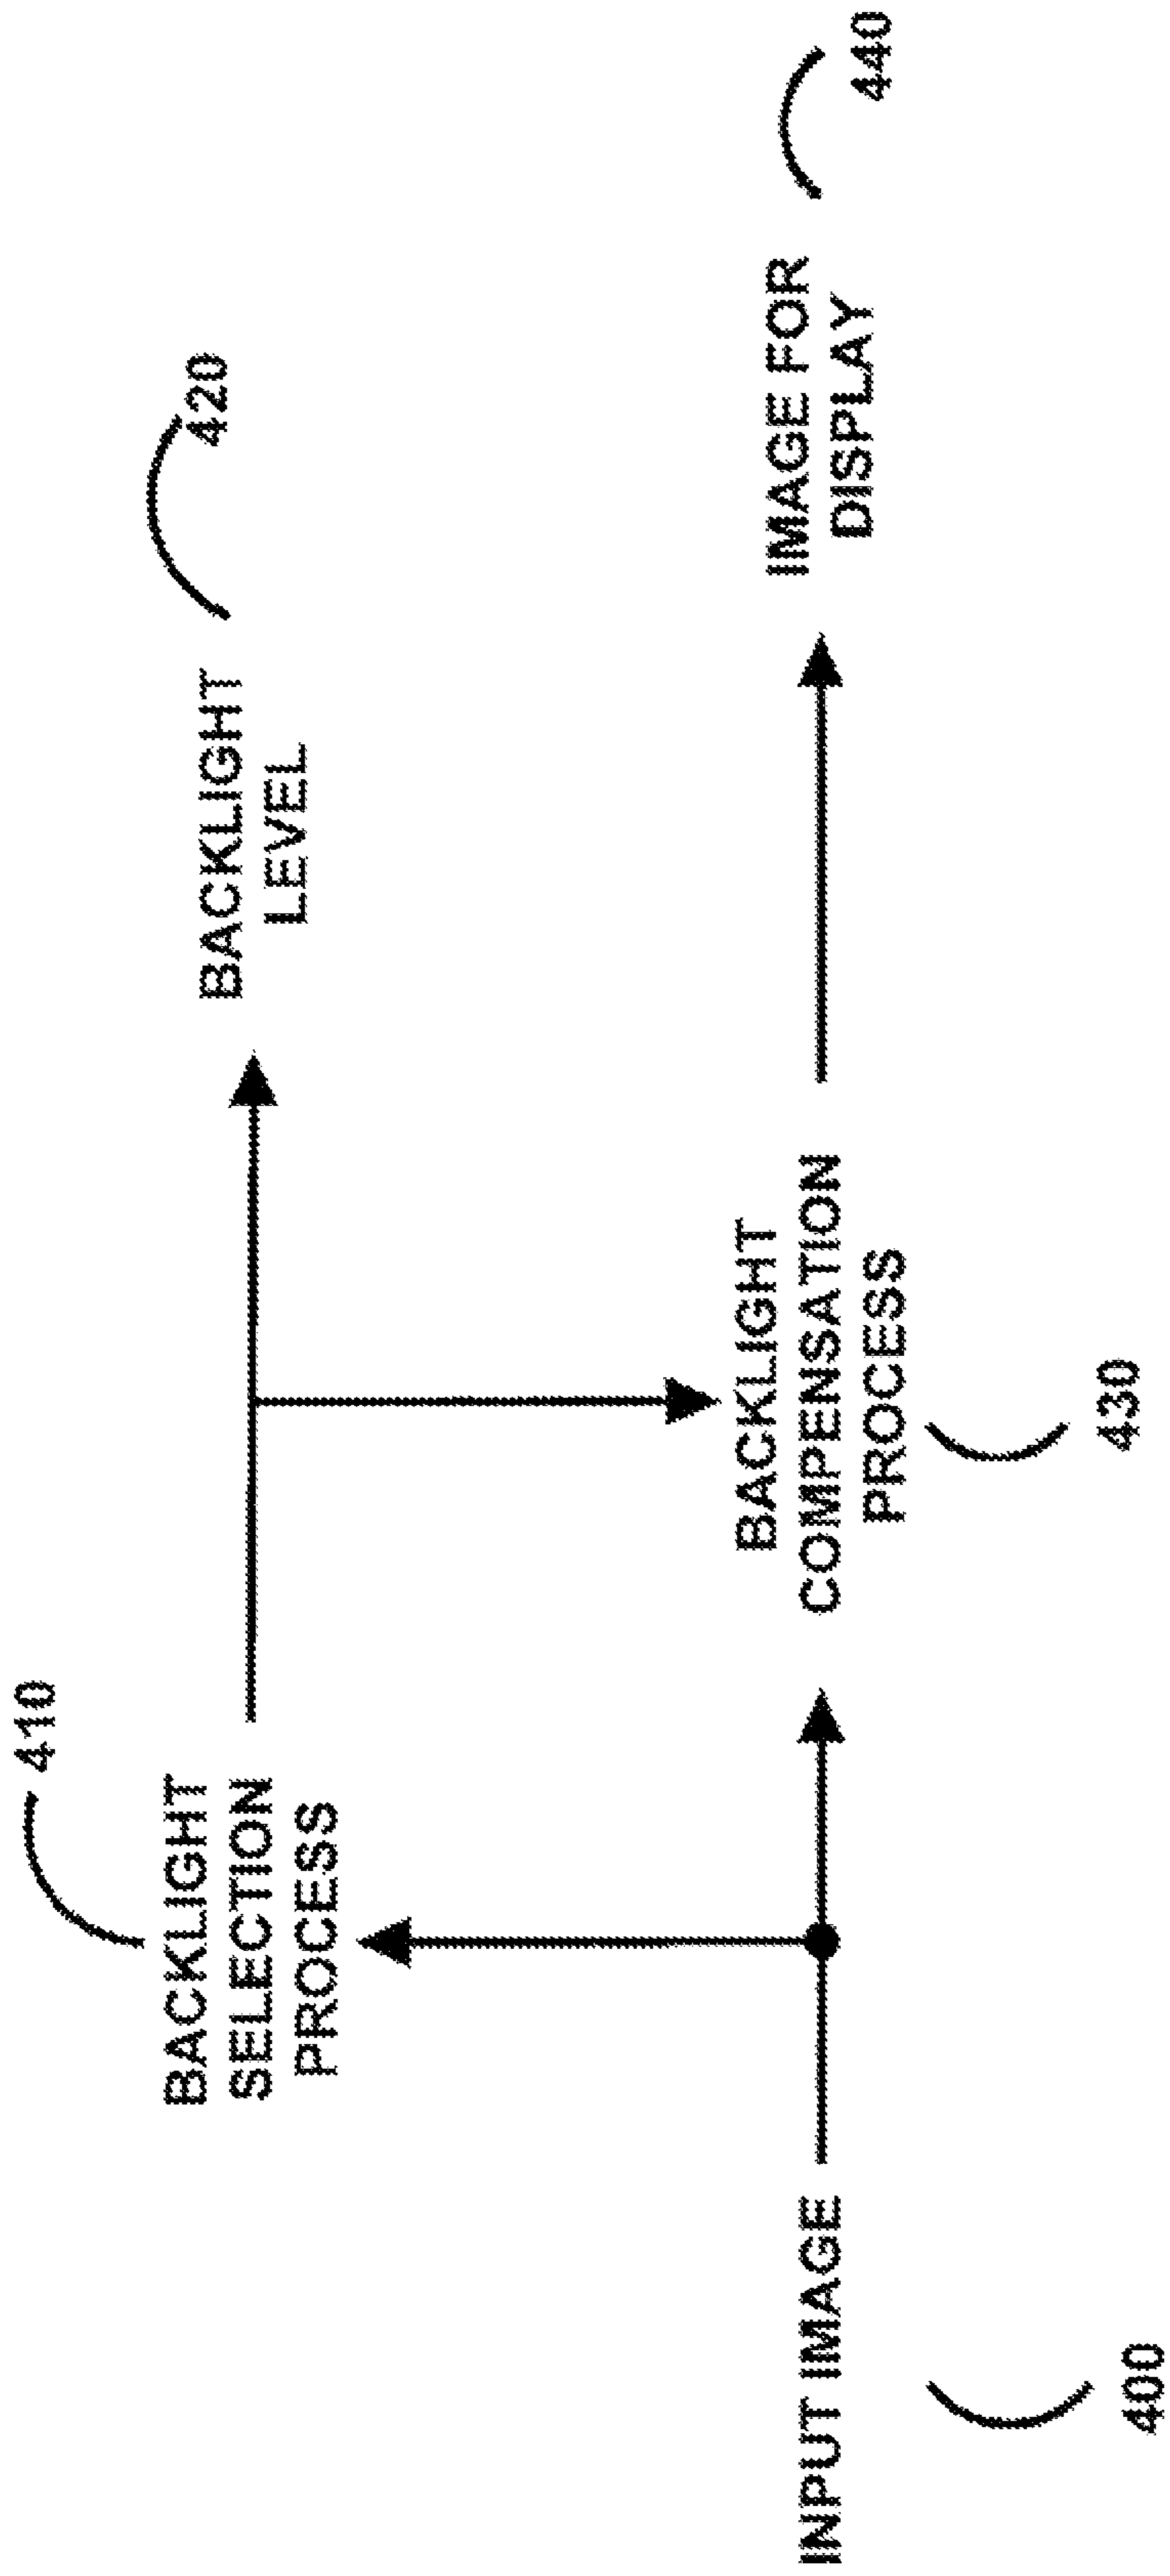 410
BACKLIGHT
SELECTION
PROCESS
BACKLIGHT
LEVEL
420
INPUT IMAGE
400
BACKLIGHT
COMPENSATION
PROCESS
430
IMAGE FOR
DISPLAY
440